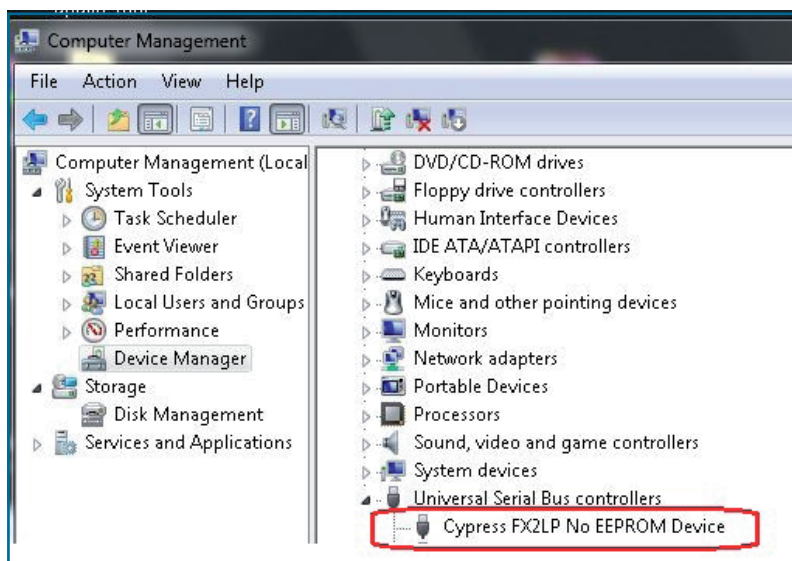 Computer Management
File Action View Help
Computer Management (Local
System Tools
Task Scheduler
Event Viewer
Shared Folders
Local Users and Groups
Performance
Device Manager
Storage
Disk Management
Services and Applications
DVD/CD-ROM drives
Floppy drive controllers
Human Interface Devices
IDE ATA/ATAPI controllers
Keyboards
Mice and other pointing devices
Monitors
Network adapters
Portable Devices
Processors
Sound, video and game controllers
System devices
Universal Serial Bus controllers
Cypress FX2LP No EEPROM Device